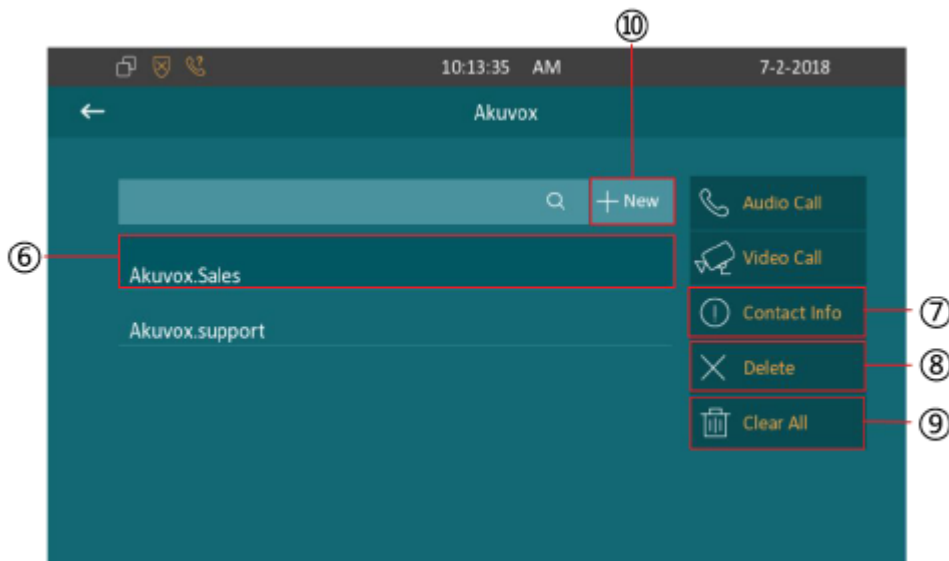 ⑩
10:13:35 AM 7-2-2018
Akuvox
+ New
Audio Call
⑥
Akuvox.Sales
Video Call
Contact Info
⑦
Akuvox.support
Delete
⑧
Clear All
⑨